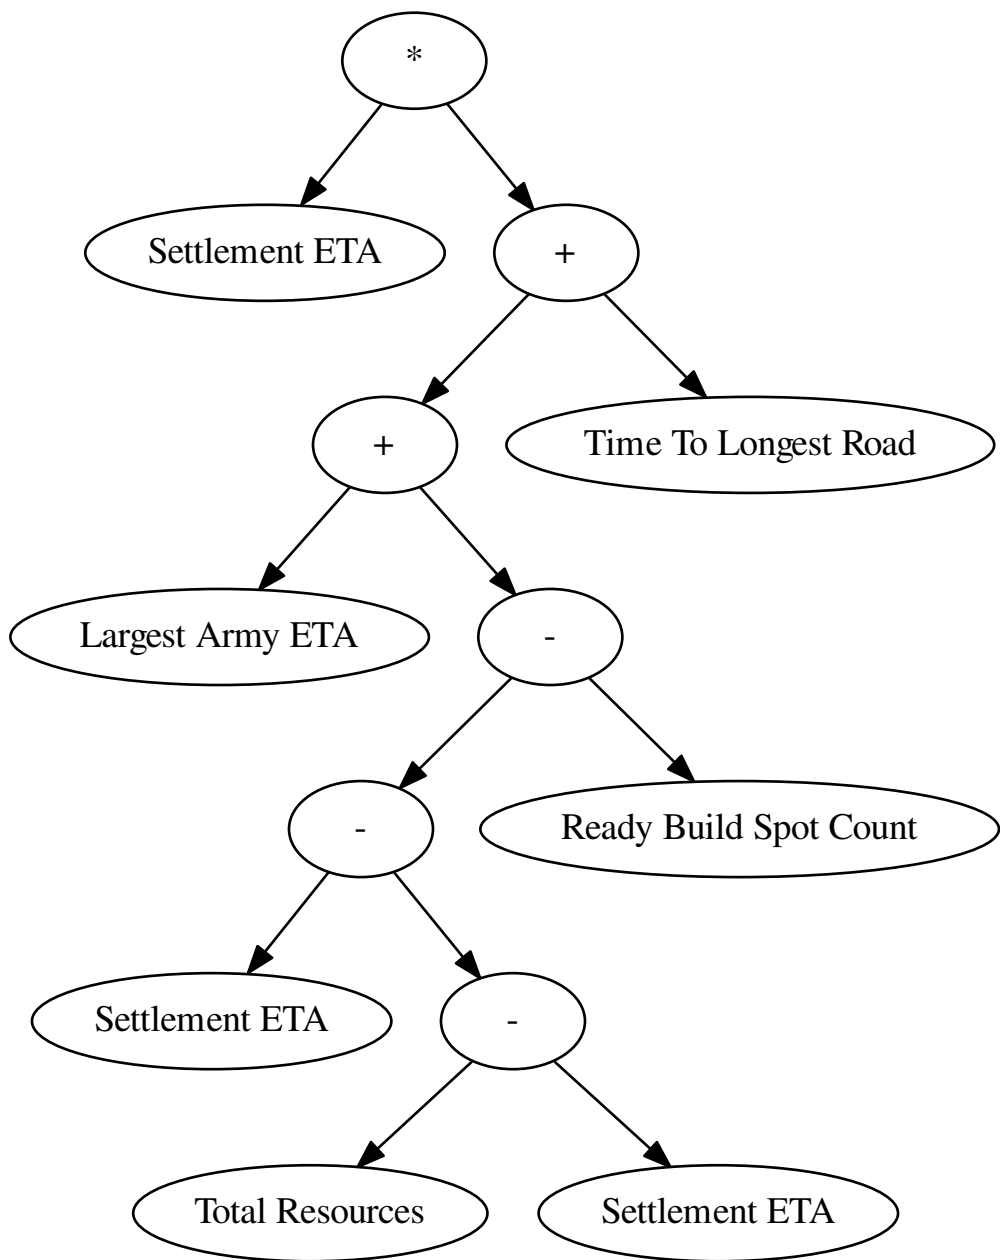 *
Settlement ETA
+
+
Time To Longest Road
Largest Army ETA
-
-
Ready Build Spot Count
Settlement ETA
-
Total Resources
Settlement ETA